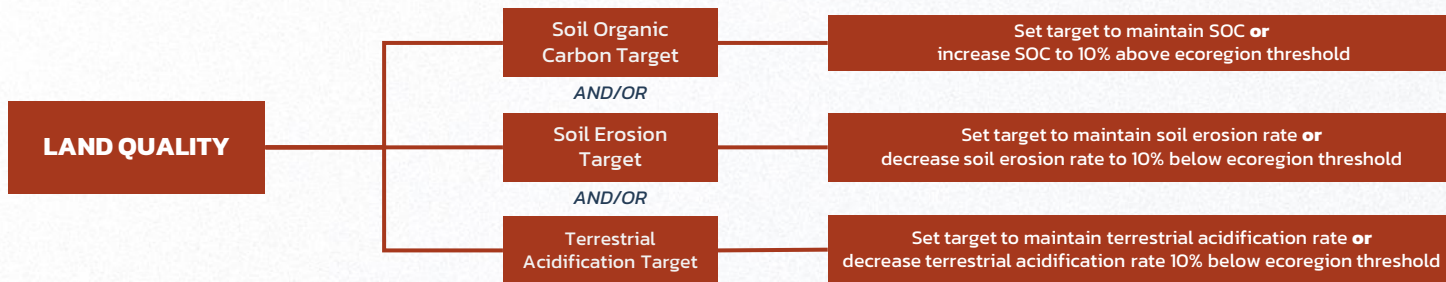 LAND QUALITY
Soil Organic
Carbon Target
Set target to maintain SOC or
increase SOC to 10% above ecoregion threshold
AND/OR
Soil Erosion
Target
Set target to maintain soil erosion rate or
decrease soil erosion rate to 10% below ecoregion threshold
AND/OR
Terrestrial
Acidification Target
Set target to maintain terrestrial acidification rate or
decrease terrestrial acidification rate 10% below ecoregion threshold